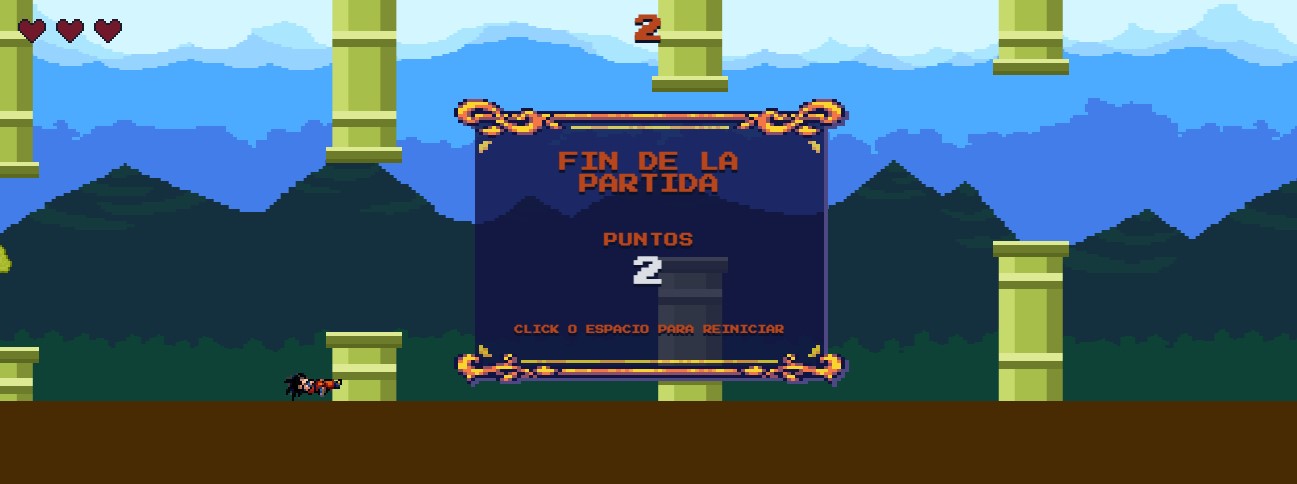 2
FIN DE LA
PARTIDA
PUNTOS
2
CLICK O ESPACIO PARA REINICIAR